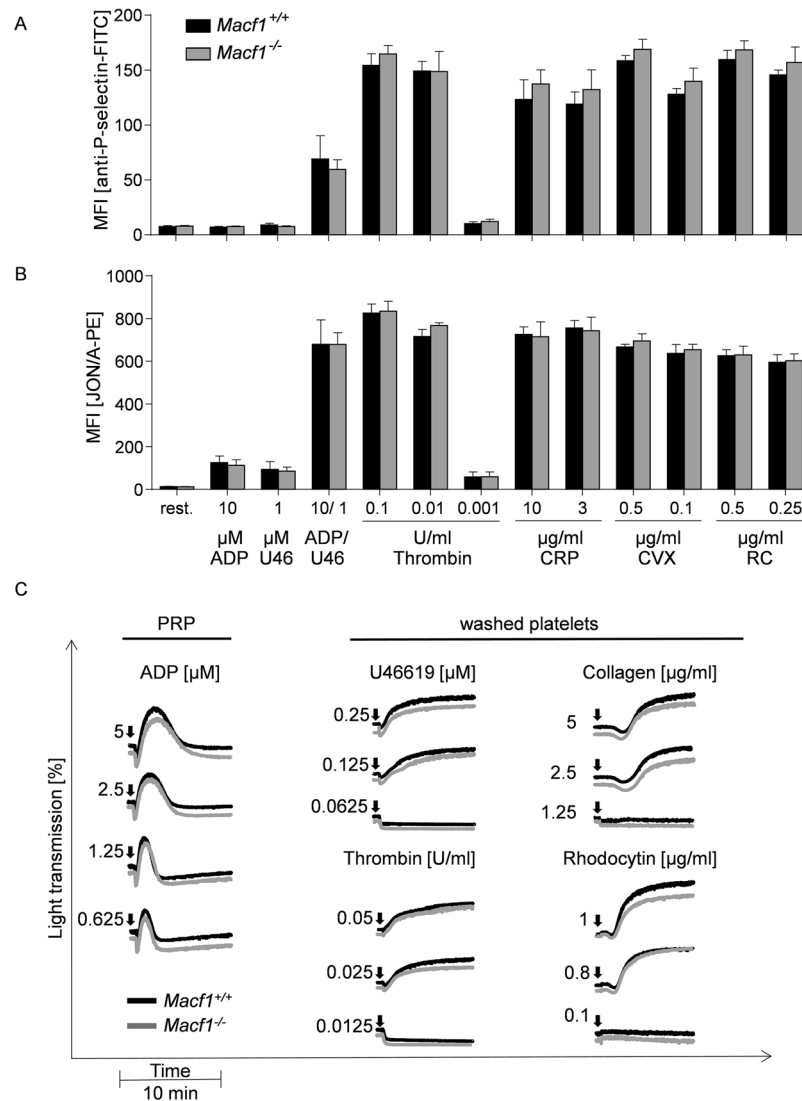 A
Macf1+/+
Macf1-/-
MFI [anti-P-selectin-FITC]
200
150
100
50
0
B
MFI [JON/A-PE]
1000
800
600
400
200
0
rest. 10 1 10/ 1 0.1 0.01 0.001 10 3 0.5 0.1 0.5 0.25
µM µM ADP/ U/ml µg/ml µg/ml µg/ml
ADP U46 U46 Thrombin CRP CVX RC
C
PRP washed platelets
Light transmission [%]
ADP [µM]
5
2.5
1.25
0.625
U46619 [µM]
0.25
0.125
0.0625
Collagen [µg/ml]
5
2.5
1.25
Thrombin [U/ml]
0.05
0.025
0.0125
Rhodocytin [µg/ml]
1
0.8
0.1
Macf1+/+
Macf1-/-
Time
10 min